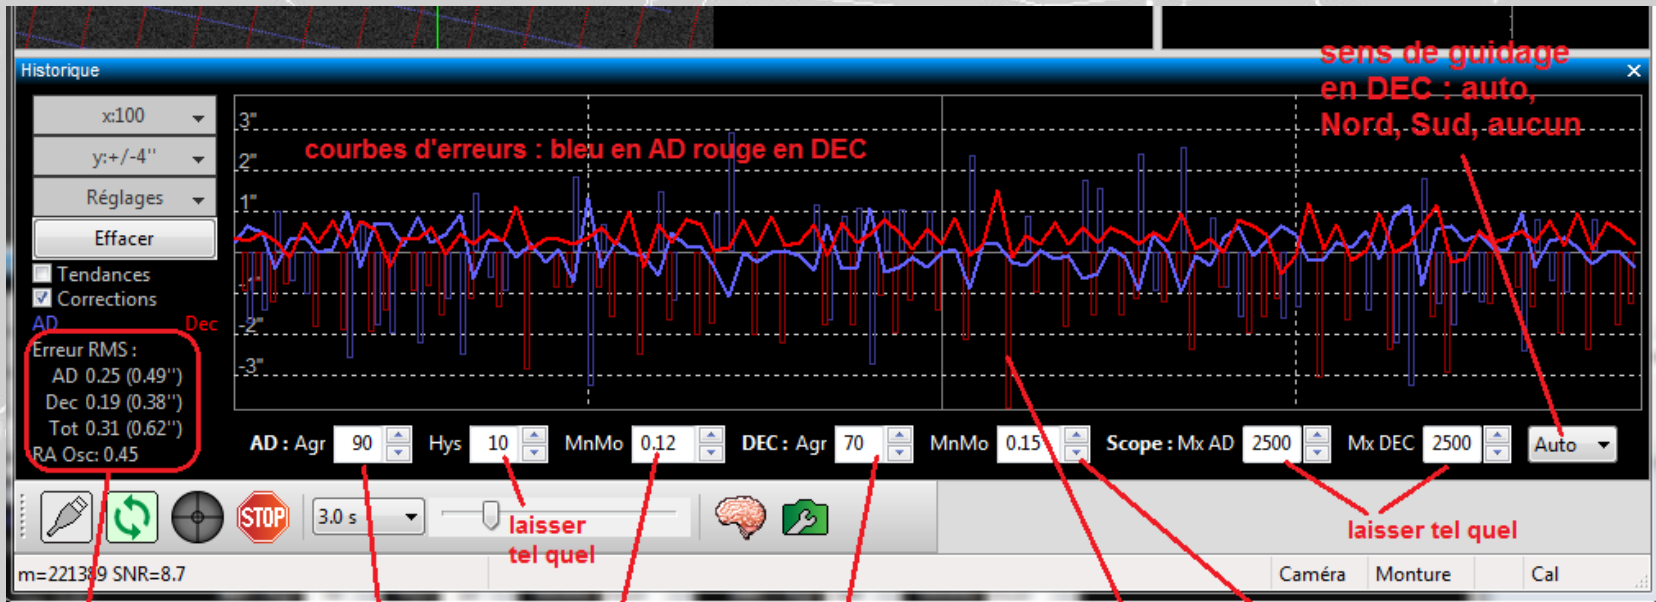 sens de guidage
en DEC : auto,
Nord, Sud, aucun
Historique
x:100
y:+/-4''
Réglages
Effacer
Tendances
Corrections
AD Dec
Erreur RMS :
AD 0.25 (0.49'')
Dec 0.19 (0.38'')
Tot 0.31 (0.62'')
RA Osc: 0.45
3"
2"
1"
-1"
-2"
-3"
courbes d'erreurs : bleu en AD rouge en DEC
AD : Agr 90 Hys 10 MnMo 0.12 DEC : Agr 70 MnMo 0.15 Scope : Mx AD 2500 Mx DEC 2500 Auto
STOP 3.0 s
laisser
tel quel
laisser tel quel
m=221389 SNR=8.7 Caméra Monture Cal